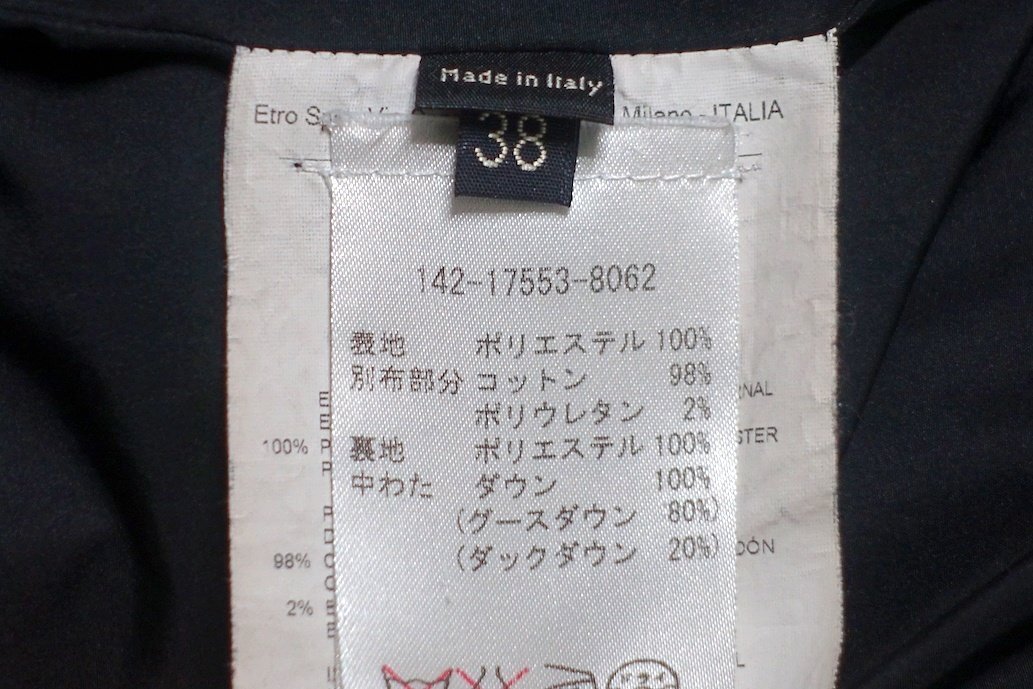 Made in Italy
Etro Milano - ITALIA
38
142-17553-8062
表地 ポリエステル 100%
別布部分 コットン 98%
ポリウレタン 2%
裏地 ポリエステル 100%
中わた ダウン 100%
(グースダウン 80%)
(ダックダウン 20%)
100%
98%
2%